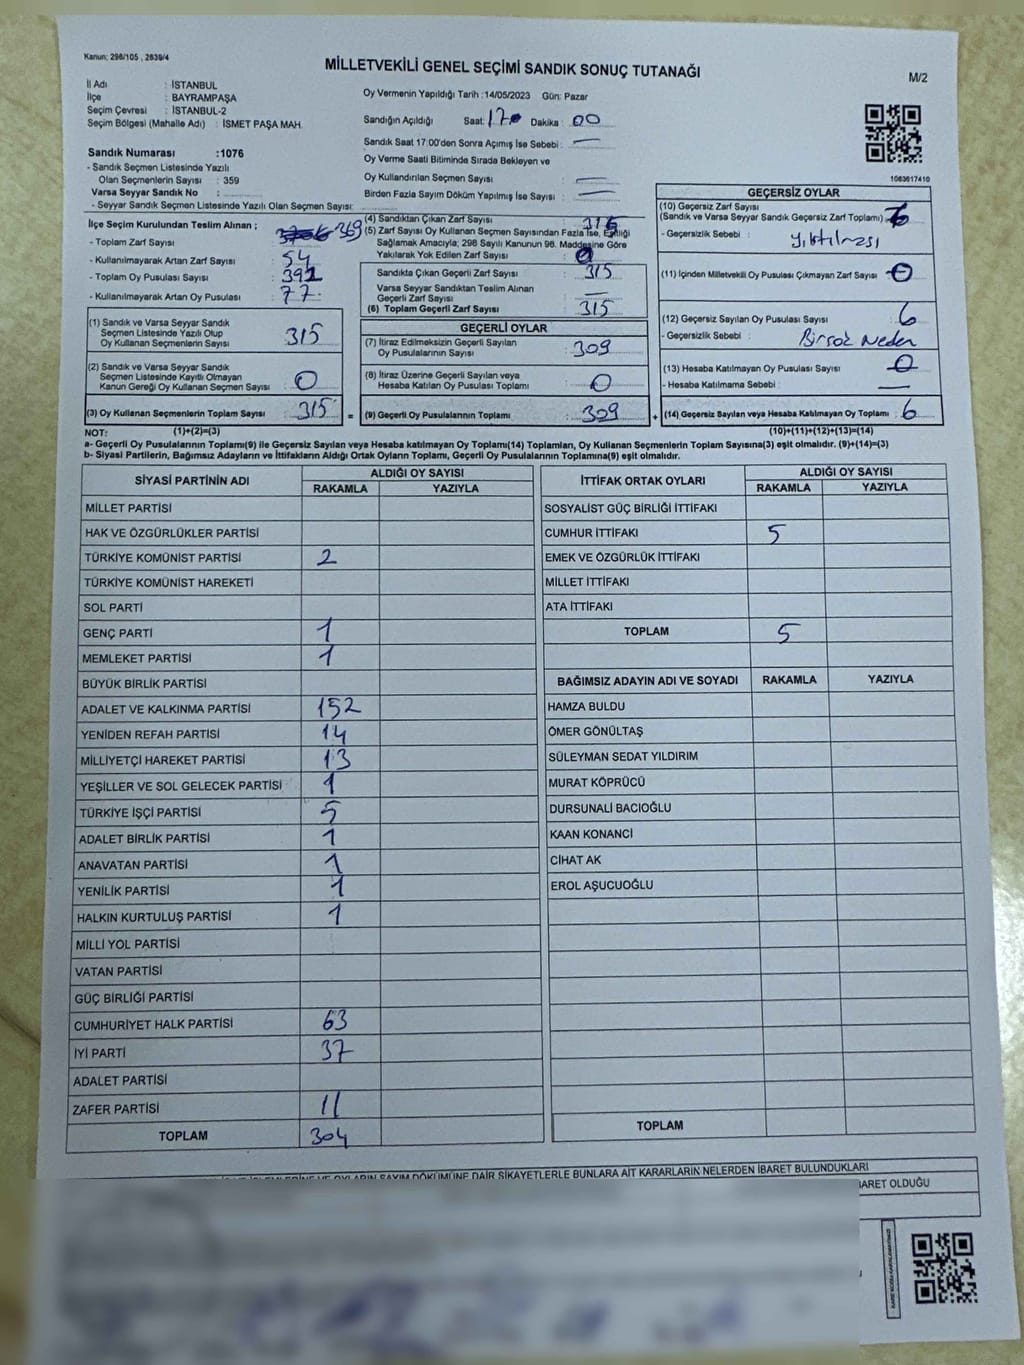 Kanun; 298/105 , 2839/4
MİLLETVEKİLİ GENEL SEÇİMİ SANDIK SONUÇ TUTANAĞI
M/2
İl Adı : İSTANBUL
İlçe : BAYRAMPAŞA
Seçim Çevresi : İSTANBUL-2
Seçim Bölgesi (Mahalle Adı) : İSMET PAŞA MAH.
Sandık Numarası :1076
- Sandık Seçmen Listesinde Yazılı
Olan Seçmenlerin Sayısı : 359
Varsa Seyyar Sandık No :
- Seyyar Sandık Seçmen Listesinde Yazılı Olan Seçmen Sayısı:
Oy Vermenin Yapıldığı Tarih :14/05/2023 Gün: Pazar
Sandığın Açıldığı Saat: 17 Dakika : 00
Sandık Saat 17:00'den Sonra Açımış İse Sebebi : —
Oy Verme Saati Bitiminde Sırada Bekleyen ve
Oy Kullandırılan Seçmen Sayısı : —
Birden Fazla Sayım Döküm Yapılmış İse Sayısı : —
1083617410
İlçe Seçim Kurulundan Teslim Alınan ;
- Toplam Zarf Sayısı : 369
- Kullanılmayarak Artan Zarf Sayısı : 54
- Toplam Oy Pusulası Sayısı : 392
- Kullanılmayarak Artan Oy Pusulası : 77
(1) Sandık ve Varsa Seyyar Sandık
Seçmen Listesinde Yazılı Olup
Oy Kullanan Seçmenlerin Sayısı : 315
(2) Sandık ve Varsa Seyyar Sandık
Seçmen Listesinde Kayıtlı Olmayan
Kanun Gereği Oy Kullanan Seçmen Sayısı : 0
(3) Oy Kullanan Seçmenlerin Toplam Sayısı : 315 =
(4) Sandıktan Çıkan Zarf Sayısı : 315
(5) Zarf Sayısı Oy Kullanan Seçmen Sayısından Fazla İse, Eşitliği
Sağlamak Amacıyla; 298 Sayılı Kanunun 98. Maddesine Göre
Yakılarak Yok Edilen Zarf Sayısı : 0
Sandıkta Çıkan Geçerli Zarf Sayısı : 315
Varsa Seyyar Sandıktan Teslim Alınan
Geçerli Zarf Sayısı : —
(6) Toplam Geçerli Zarf Sayısı : 315
GEÇERLİ OYLAR
(7) İtiraz Edilmeksizin Geçerli Sayılan
Oy Pusulalarının Sayısı : 309
(8) İtiraz Üzerine Geçerli Sayılan veya
Hesaba Katılan Oy Pusulası Toplamı : 0
(9) Geçerli Oy Pusulalarının Toplamı : 309 +
GEÇERSİZ OYLAR
(10) Geçersiz Zarf Sayısı
(Sandık ve Varsa Seyyar Sandık Geçersiz Zarf Toplamı) :
- Geçersizlik Sebebi : yırtılması
(11) İçinden Milletvekili Oy Pusulası Çıkmayan Zarf Sayısı : 0
(12) Geçersiz Sayılan Oy Pusulası Sayısı : 6
- Geçersizlik Sebebi : Birsöz Neden
(13) Hesaba Katılmayan Oy Pusulası Sayısı : 0
- Hesaba Katılmama Sebebi : —
(14) Geçersiz Sayılan veya Hesaba Katılmayan Oy Toplamı : 6
NOT: (1)+(2)=(3) (10)+(11)+(12)+(13)=(14)
a- Geçerli Oy Pusulalarının Toplamı(9) ile Geçersiz Sayılan veya Hesaba katılmayan Oy Toplamı(14) Toplamları, Oy Kullanan Seçmenlerin Toplam Sayısına(3) eşit olmalıdır. (9)+(14)=(3)
b- Siyasi Partilerin, Bağımsız Adayların ve İttifakların Aldığı Ortak Oyların Toplamı, Geçerli Oy Pusulalarının Toplamına(9) eşit olmalıdır.
SİYASİ PARTİNİN ADI ALDIĞI OY SAYISI
RAKAMLA YAZIYLA
MİLLET PARTİSİ
HAK VE ÖZGÜRLÜKLER PARTİSİ
TÜRKİYE KOMÜNİST PARTİSİ 2
TÜRKİYE KOMÜNİST HAREKETİ
SOL PARTİ
GENÇ PARTİ 1
MEMLEKET PARTİSİ 1
BÜYÜK BİRLİK PARTİSİ
ADALET VE KALKINMA PARTİSİ 152
YENİDEN REFAH PARTİSİ 14
MİLLİYETÇİ HAREKET PARTİSİ 13
YEŞİLLER VE SOL GELECEK PARTİSİ 1
TÜRKİYE İŞÇİ PARTİSİ 5
ADALET BİRLİK PARTİSİ 1
ANAVATAN PARTİSİ 1
YENİLİK PARTİSİ 1
HALKIN KURTULUŞ PARTİSİ 1
MİLLİ YOL PARTİSİ
VATAN PARTİSİ
GÜÇ BİRLİĞİ PARTİSİ
CUMHURİYET HALK PARTİSİ 63
İYİ PARTİ 37
ADALET PARTİSİ
ZAFER PARTİSİ 11
TOPLAM 304
İTTİFAK ORTAK OYLARI ALDIĞI OY SAYISI
RAKAMLA YAZIYLA
SOSYALİST GÜÇ BİRLİĞİ İTTİFAKI
CUMHUR İTTİFAKI 5
EMEK VE ÖZGÜRLÜK İTTİFAKI
MİLLET İTTİFAKI
ATA İTTİFAKI
TOPLAM 5
BAĞIMSIZ ADAYIN ADI VE SOYADI RAKAMLA YAZIYLA
HAMZA BULDU
ÖMER GÖNÜLTAŞ
SÜLEYMAN SEDAT YILDIRIM
MURAT KÖPRÜCÜ
DURSUNALİ BACIOĞLU
KAAN KONANCİ
CİHAT AK
EROL AŞUCUOĞLU
TOPLAM
OYLARIN SAYIM DÖKÜMÜNE DAİR ŞİKAYETLERLE BUNLARA AİT KARARLARIN NELERDEN İBARET BULUNDUKLARI
BARET OLDUĞU